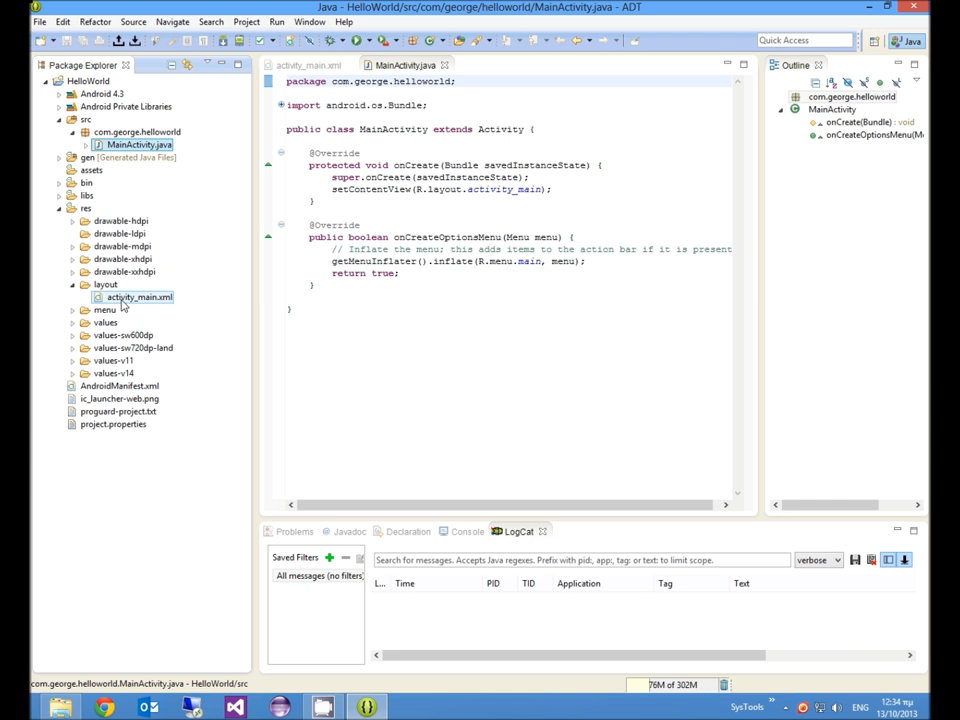 Java - HelloWorld/src/com/george/helloworld/MainActivity.java - ADT
File Edit Refactor Source Navigate Search Project Run Window Help
Quick Access
Java
Package Explorer
HelloWorld
Android 4.3
Android Private Libraries
src
com.george.helloworld
MainActivity.java
gen [Generated Java Files]
assets
bin
libs
res
drawable-hdpi
drawable-ldpi
drawable-mdpi
drawable-xhdpi
drawable-xxhdpi
layout
activity_main.xml
menu
values
values-sw600dp
values-sw720dp-land
values-v11
values-v14
AndroidManifest.xml
ic_launcher-web.png
proguard-project.txt
project.properties
activity_main.xml MainActivity.java
package com.george.helloworld;
import android.os.Bundle;
public class MainActivity extends Activity {
@Override
protected void onCreate(Bundle savedInstanceState) {
super.onCreate(savedInstanceState);
setContentView(R.layout.activity_main);
}
@Override
public boolean onCreateOptionsMenu(Menu menu) {
// Inflate the menu; this adds items to the action bar if it is present
getMenuInflater().inflate(R.menu.main, menu);
return true;
}
}
Outline
com.george.helloworld
MainActivity
onCreate(Bundle) : void
onCreateOptionsMenu(M
Problems Javadoc Declaration Console LogCat
Saved Filters
All messages (no filters)
Search for messages. Accepts Java regexes. Prefix with pid:, app:, tag: or text: to limit scope.
verbose
L... Time PID TID Application Tag Text
com.george.helloworld.MainActivity.java - HelloWorld/src
76M of 302M
SysTools
ENG
12:34 πμ
13/10/2013